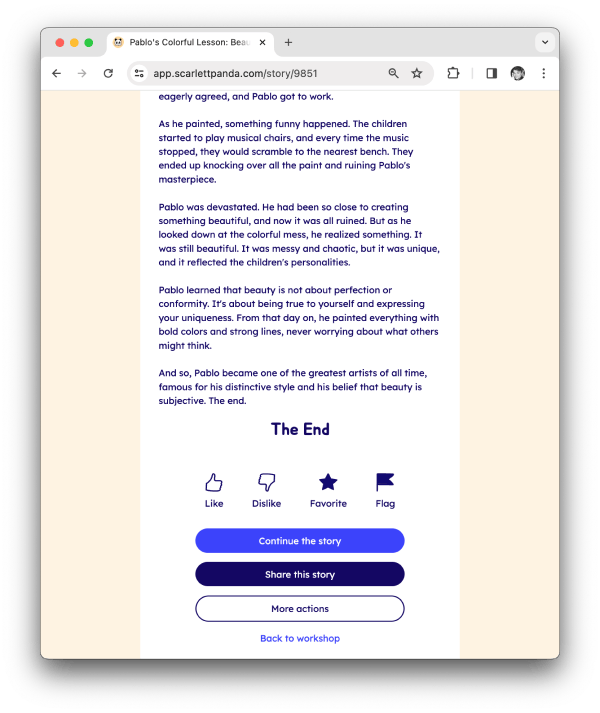 Pablo's Colorful Lesson: Beau
app.scarlettpanda.com/story/9851
eagerly agreed, and Pablo got to work.
As he painted, something funny happened. The children
started to play musical chairs, and every time the music
stopped, they would scramble to the nearest bench. They
ended up knocking over all the paint and ruining Pablo's
masterpiece.
Pablo was devastated. He had been so close to creating
something beautiful, and now it was all ruined. But as he
looked down at the colorful mess, he realized something. It
was still beautiful. It was messy and chaotic, but it was unique,
and it reflected the children's personalities.
Pablo learned that beauty is not about perfection or
conformity. It's about being true to yourself and expressing
your uniqueness. From that day on, he painted everything with
bold colors and strong lines, never worrying about what others
might think.
And so, Pablo became one of the greatest artists of all time,
famous for his distinctive style and his belief that beauty is
subjective. The end.
The End
Like Dislike Favorite Flag
Continue the story
Share this story
More actions
Back to workshop